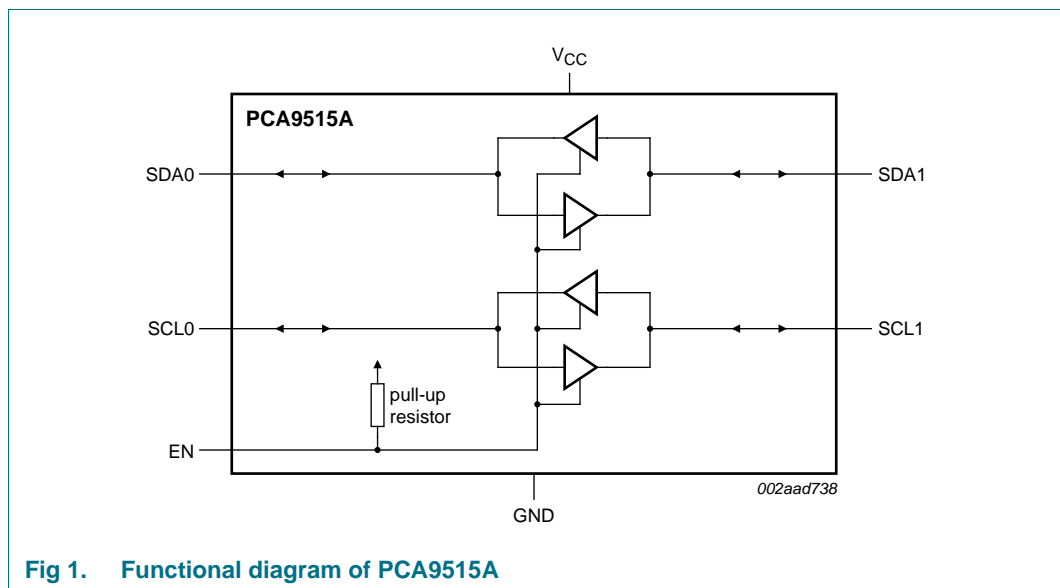 VCC
PCA9515A
SDA0
SDA1
SCL0
SCL1
pull-up
resistor
EN
002aad738
GND
Fig 1. Functional diagram of PCA9515A